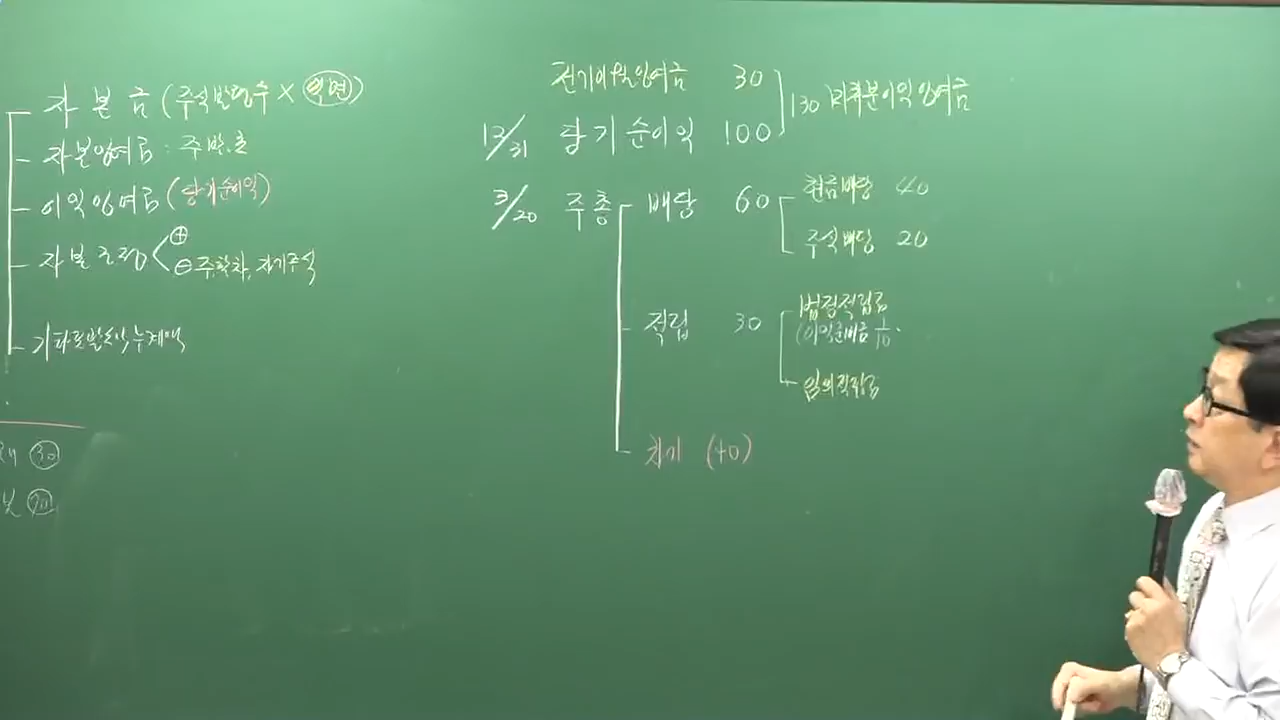 자본금 (주식발행수 × 액면)
자본잉여금 : 주.발.초
이익잉여금 (당기순이익)
자본조정 ⊕
⊖ 주.할.차, 자기주식
기타포괄손익누계액
30
전기이월잉여금 30
130 미처분이익잉여금
12/31 당기순이익 100
3/20 주총 배당 60
현금배당 40
주식배당 20
적립 30
법정적립금
(이익준비금 1/10
임의적립금
차기 (40)